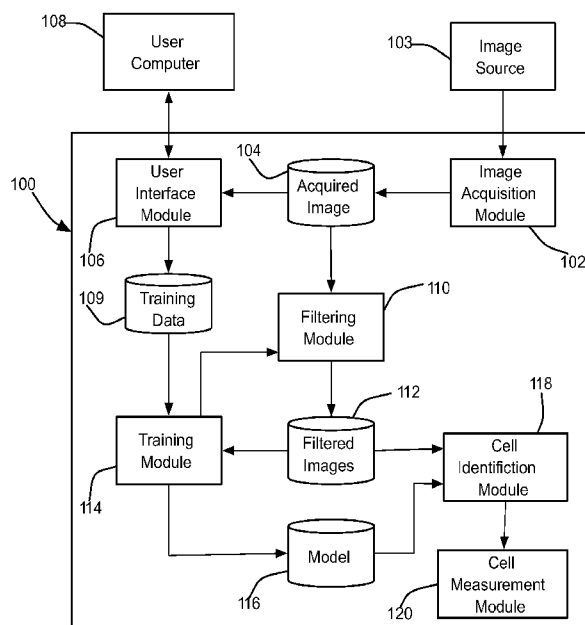 108
User
Computer
103
Image
Source
100
User
Interface
Module
106
104
Acquired
Image
Image
Acquisition
Module
102
109
Training
Data
110
Filtering
Module
112
Filtered
Images
114
Training
Module
118
Cell
Identifiction
Module
Model
116
Cell
Measurement
Module
120